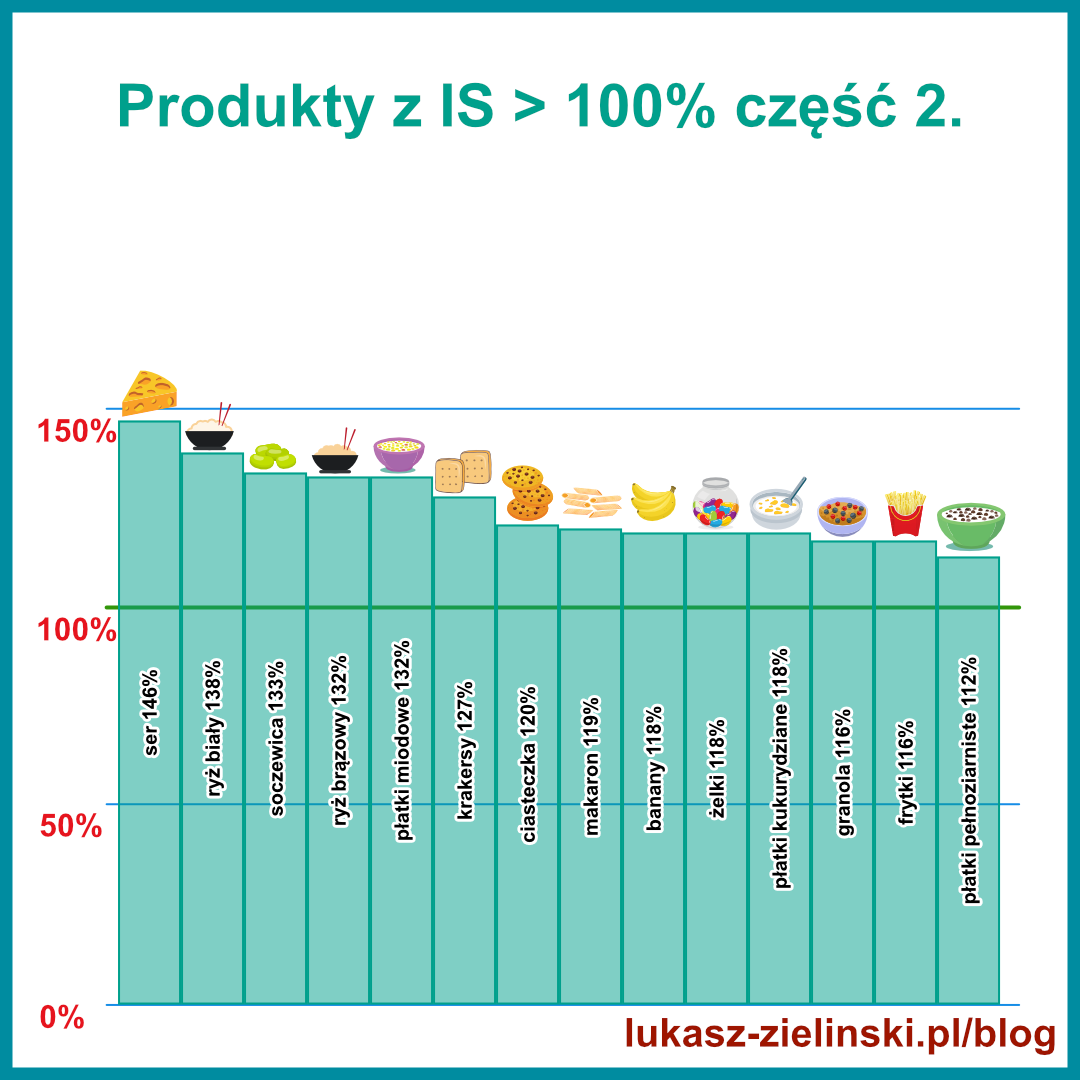 Produkty z IS > 100% część 2.
150%
100%
50%
0%
ser 146%
ryż biały 138%
soczewica 133%
ryż brązowy 132%
płatki miodowe 132%
krakersy 127%
ciasteczka 120%
makaron 119%
banany 118%
żelki 118%
płatki kukurydziane 118%
granola 116%
frytki 116%
płatki pełnoziarniste 112%
lukasz-zielinski.pl/blog